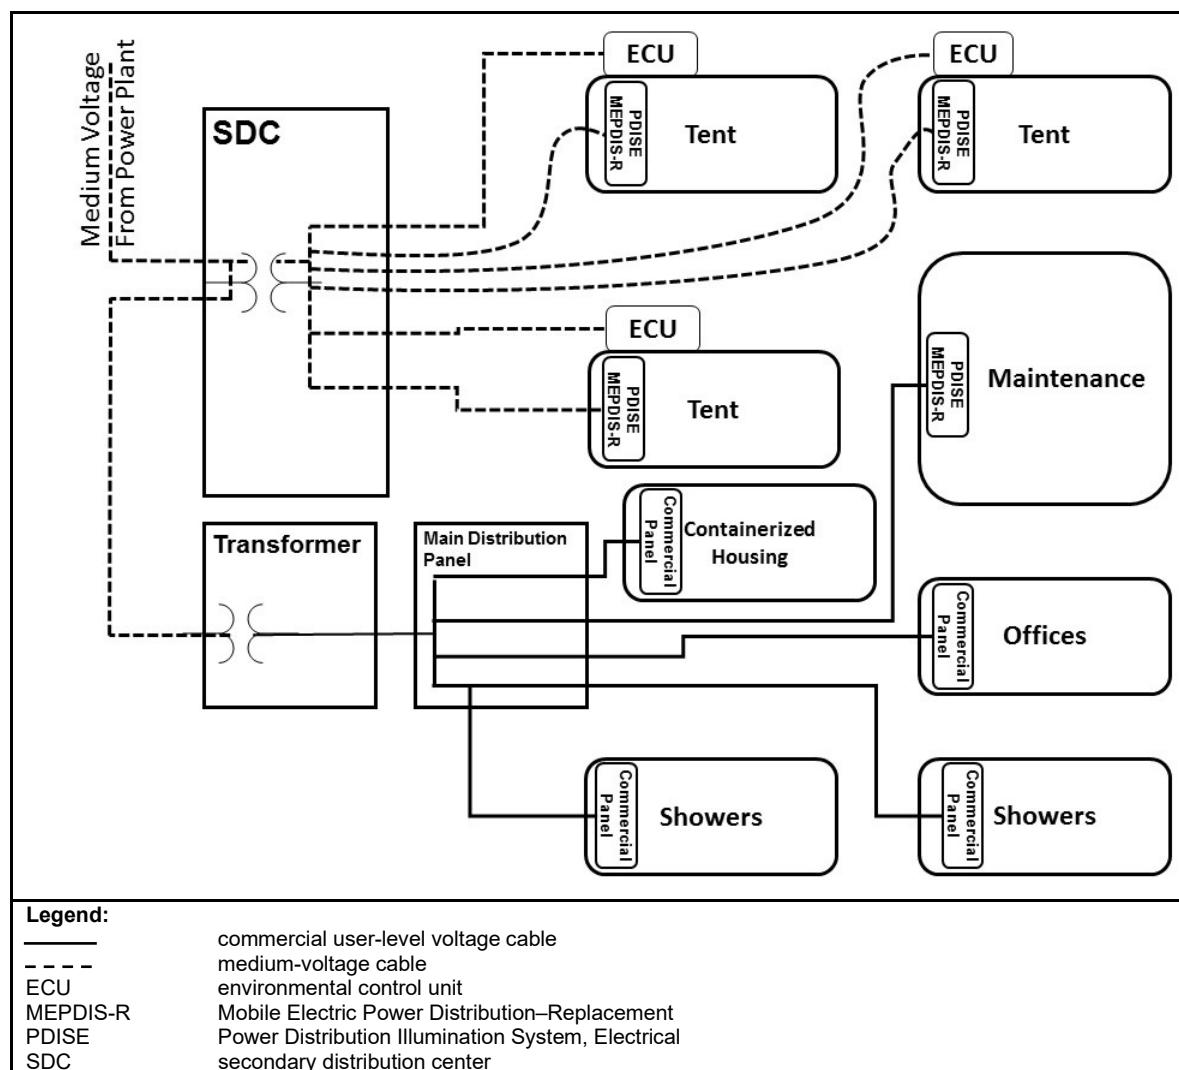 Medium Voltage
From Power Plant
SDC
ECU
PDISE
MEPDIS-R
Tent
ECU
PDISE
MEPDIS-R
Tent
ECU
PDISE
MEPDIS-R
Tent
PDISE
MEPDIS-R
Maintenance
Transformer
Main Distribution
Panel
Commercial
Panel
Containerized
Housing
Commercial
Panel
Offices
Commercial
Panel
Showers
Commercial
Panel
Showers
Legend:
commercial user-level voltage cable
medium-voltage cable
ECU environmental control unit
MEPDIS-R Mobile Electric Power Distribution–Replacement
PDISE Power Distribution Illumination System, Electrical
SDC secondary distribution center